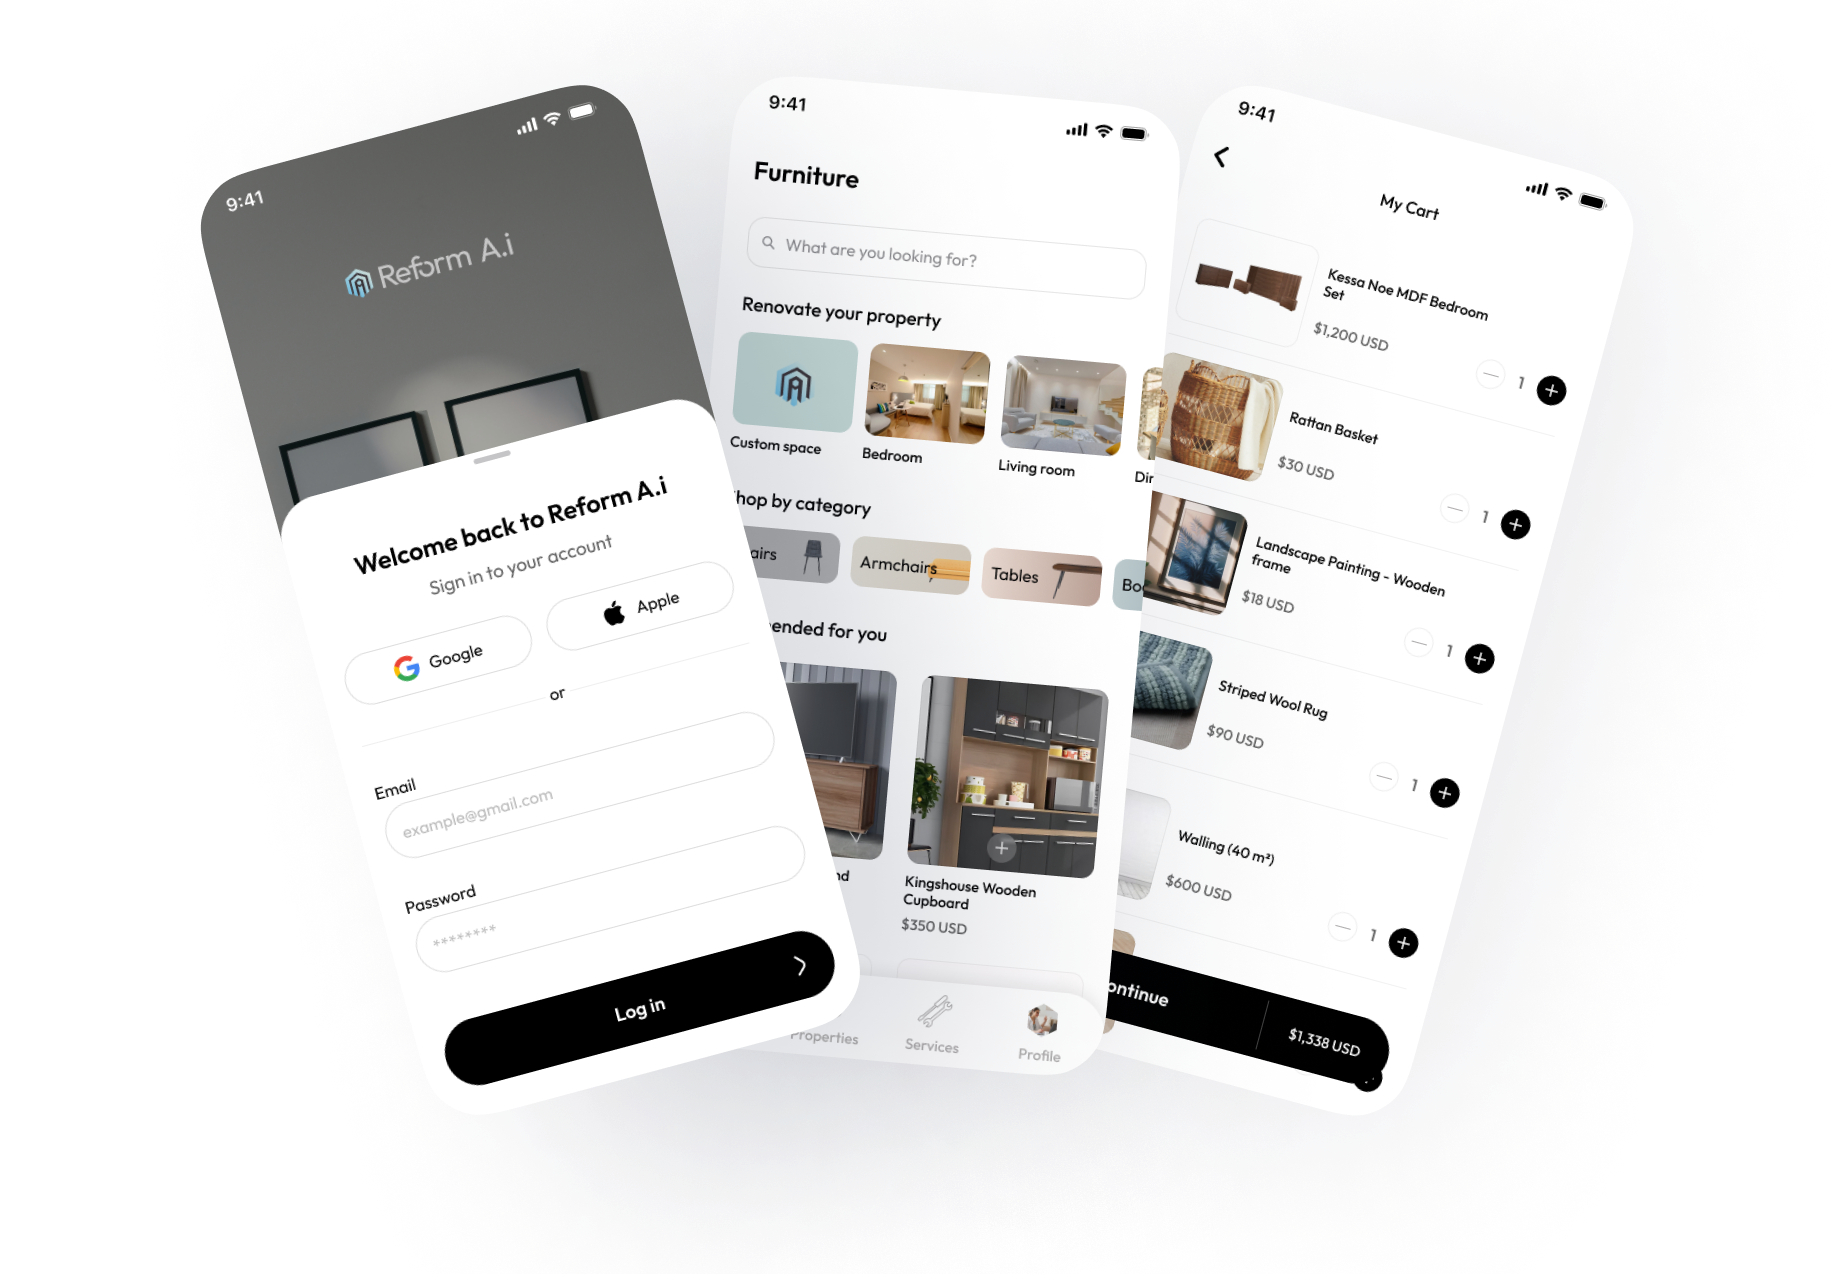 9:41
Reform A.i
Welcome back to Reform A.i
Sign in to your account
Google
Apple
or
Email
example@gmail.com
Password
********
Log in
9:41
Furniture
What are you looking for?
Renovate your property
Custom space
Bedroom
Living room
Dir
hop by category
airs
Armchairs
Tables
Boo
ended for you
nd
Kingshouse Wooden
Cupboard
$350 USD
Properties
Services
Profile
9:41
My Cart
Kessa Noe MDF Bedroom
Set
$1,200 USD
1
Rattan Basket
$30 USD
1
Landscape Painting - Wooden
frame
$18 USD
1
Striped Wool Rug
$90 USD
1
Walling (40 m²)
$600 USD
1
ontinue
$1,338 USD